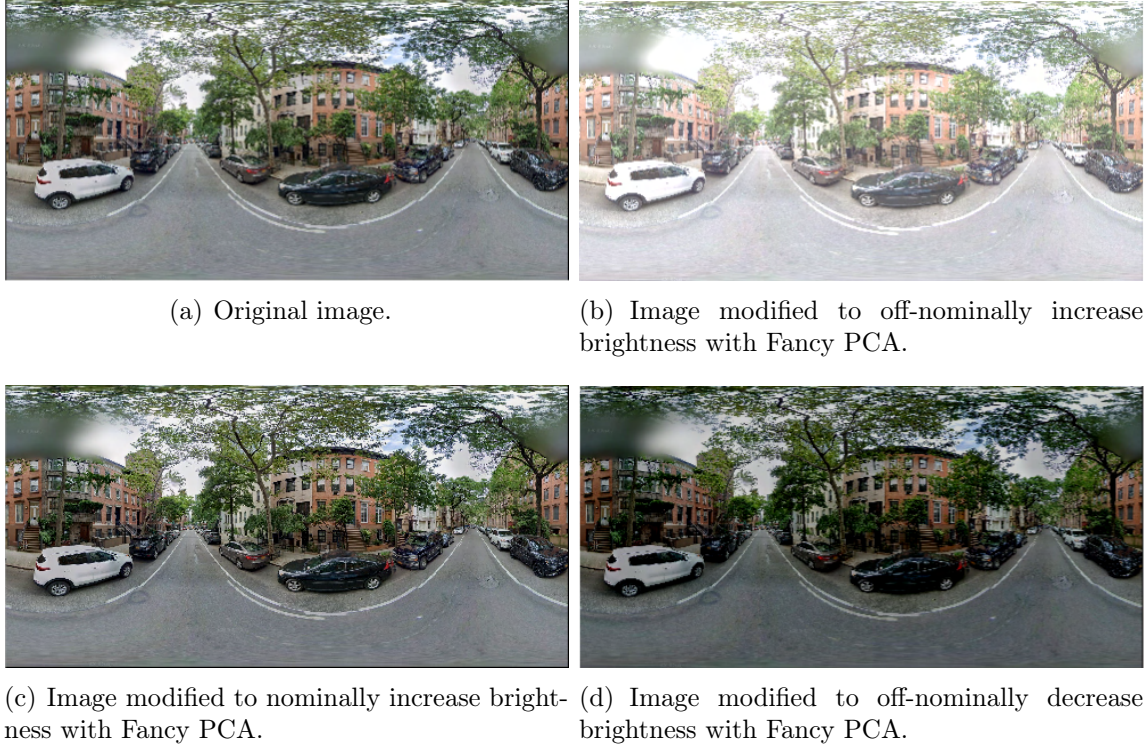 (a) Original image.
(b) Image modified to off-nominally increase
brightness with Fancy PCA.
(c) Image modified to nominally increase bright-
ness with Fancy PCA.
(d) Image modified to off-nominally decrease
brightness with Fancy PCA.